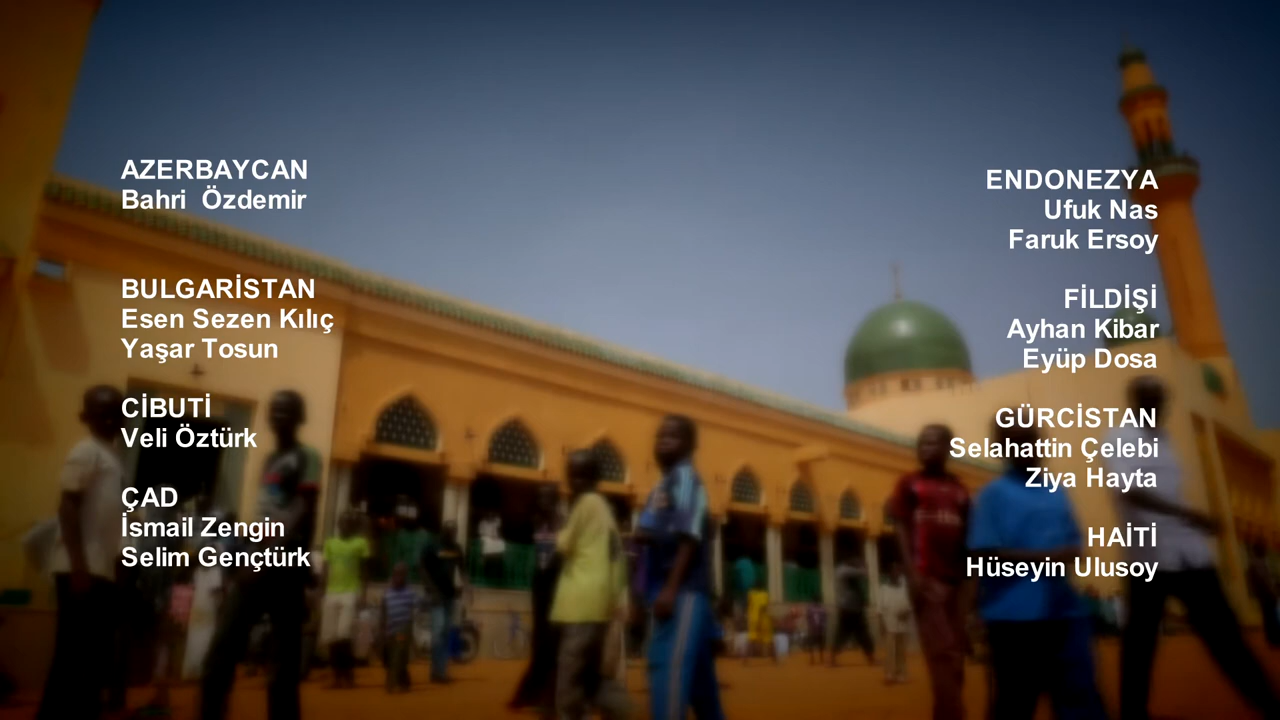 AZERBAYCAN
Bahri  Özdemir
BULGARİSTAN
Esen Sezen Kılıç
Yaşar Tosun
CİBUTİ
Veli Öztürk
ÇAD
İsmail Zengin
Selim Gençtürk
ENDONEZYA
Ufuk Nas
Faruk Ersoy
FİLDİŞİ
Ayhan Kibar
Eyüp Dosa
GÜRCİSTAN
Selahattin Çelebi
Ziya Hayta
HAİTİ
Hüseyin Ulusoy